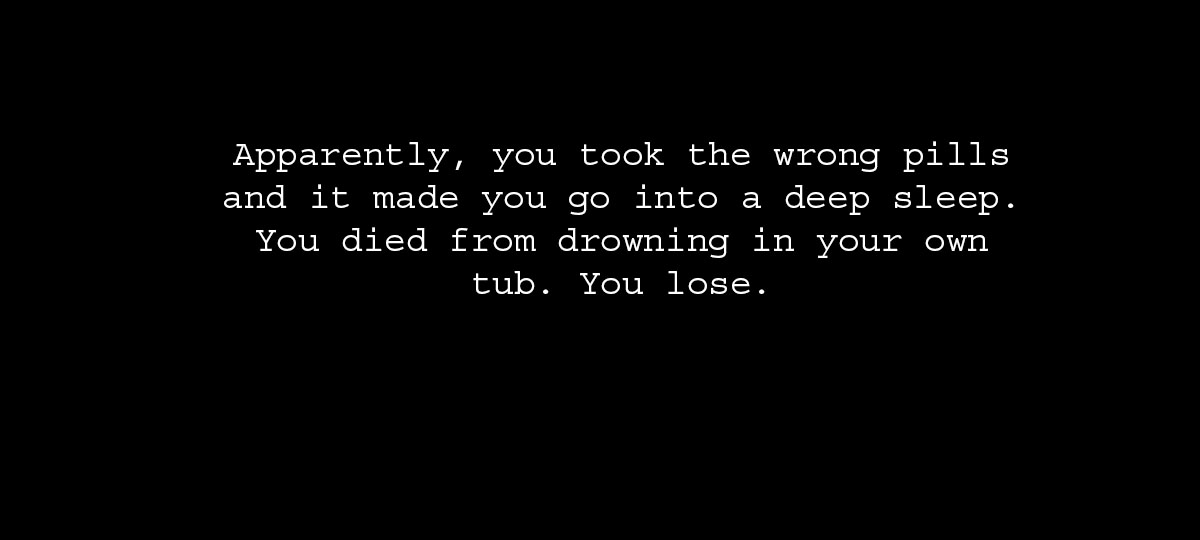 Apparently, you took the wrong pills
and it made you go into a deep sleep.
You died from drowning in your own
tub. You lose.